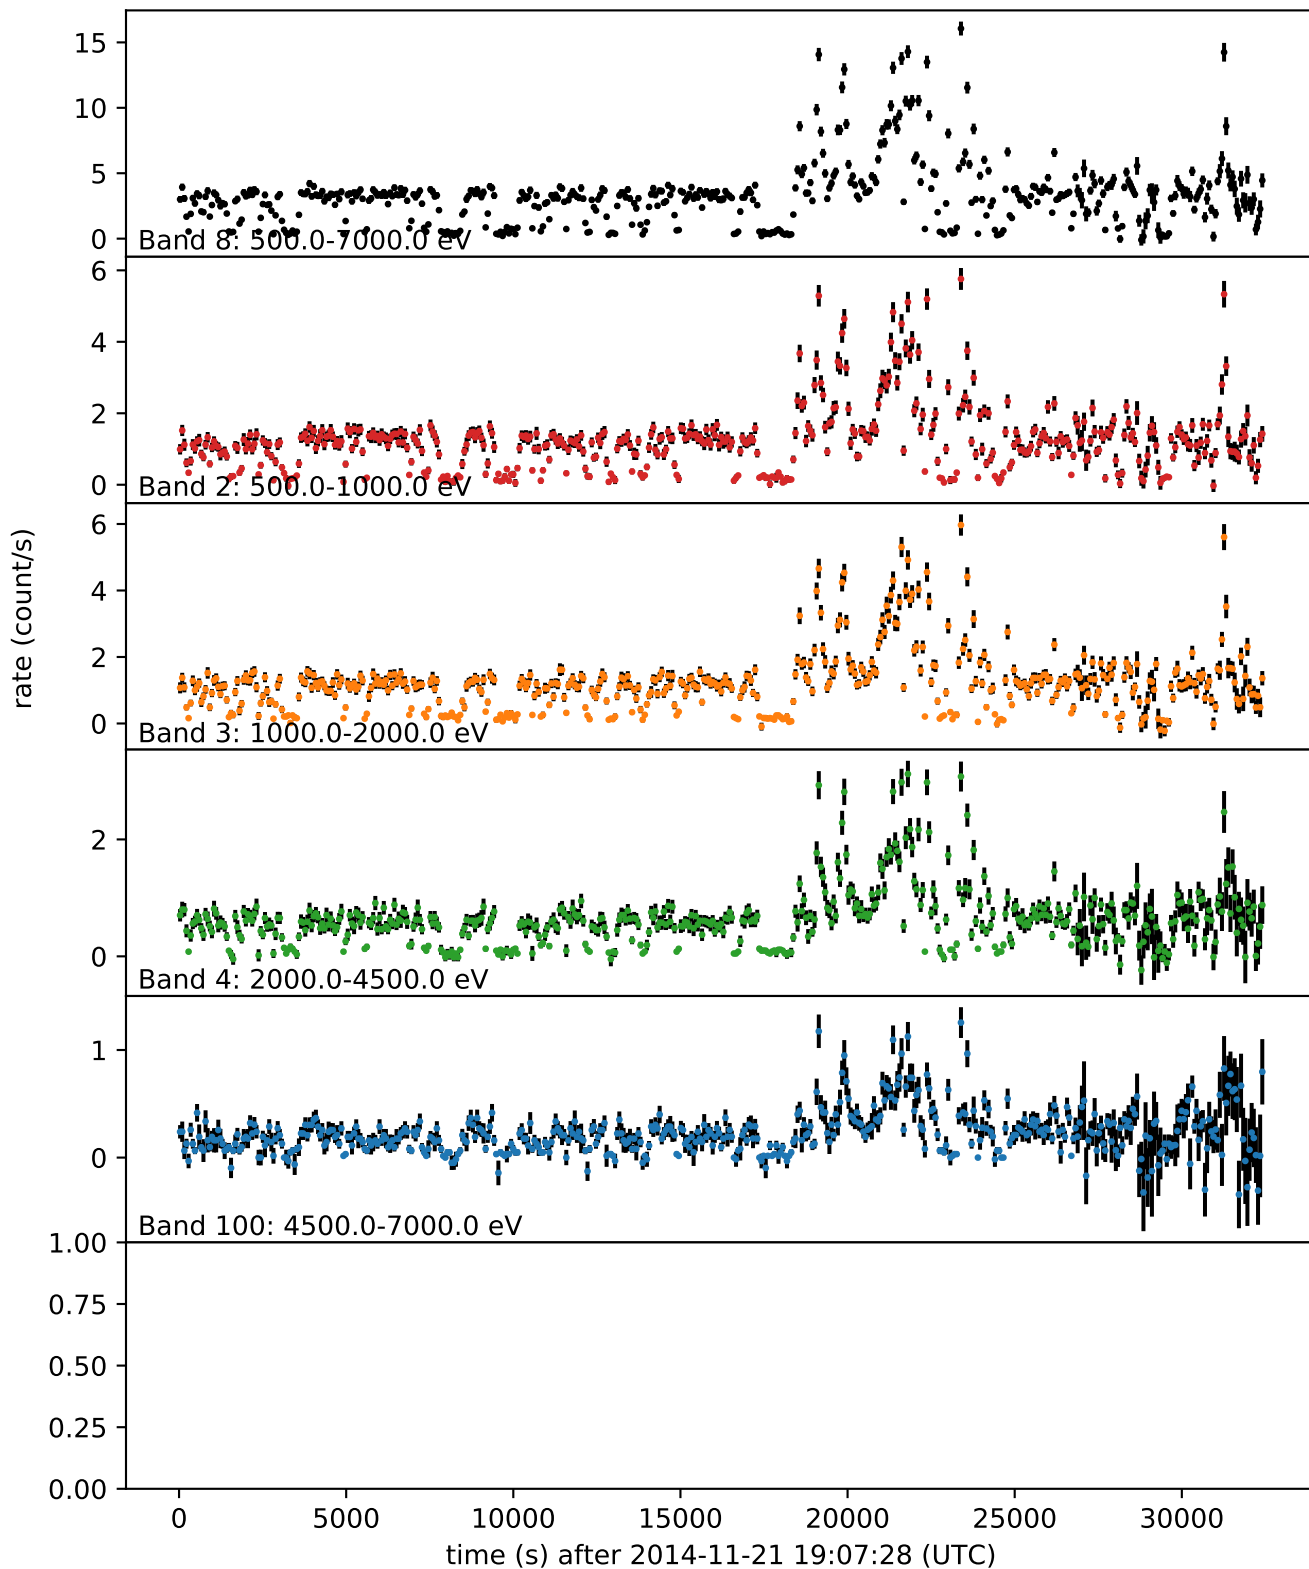 15
10
5
0
Band 8: 500.0-7000.0 eV
6
4
2
0
Band 2: 500.0-1000.0 eV
6
4
2
0
Band 3: 1000.0-2000.0 eV
2
0
Band 4: 2000.0-4500.0 eV
1
0
Band 100: 4500.0-7000.0 eV
1.00
0.75
0.50
0.25
0.00
rate (count/s)
0 5000 10000 15000 20000 25000 30000
time (s) after 2014-11-21 19:07:28 (UTC)